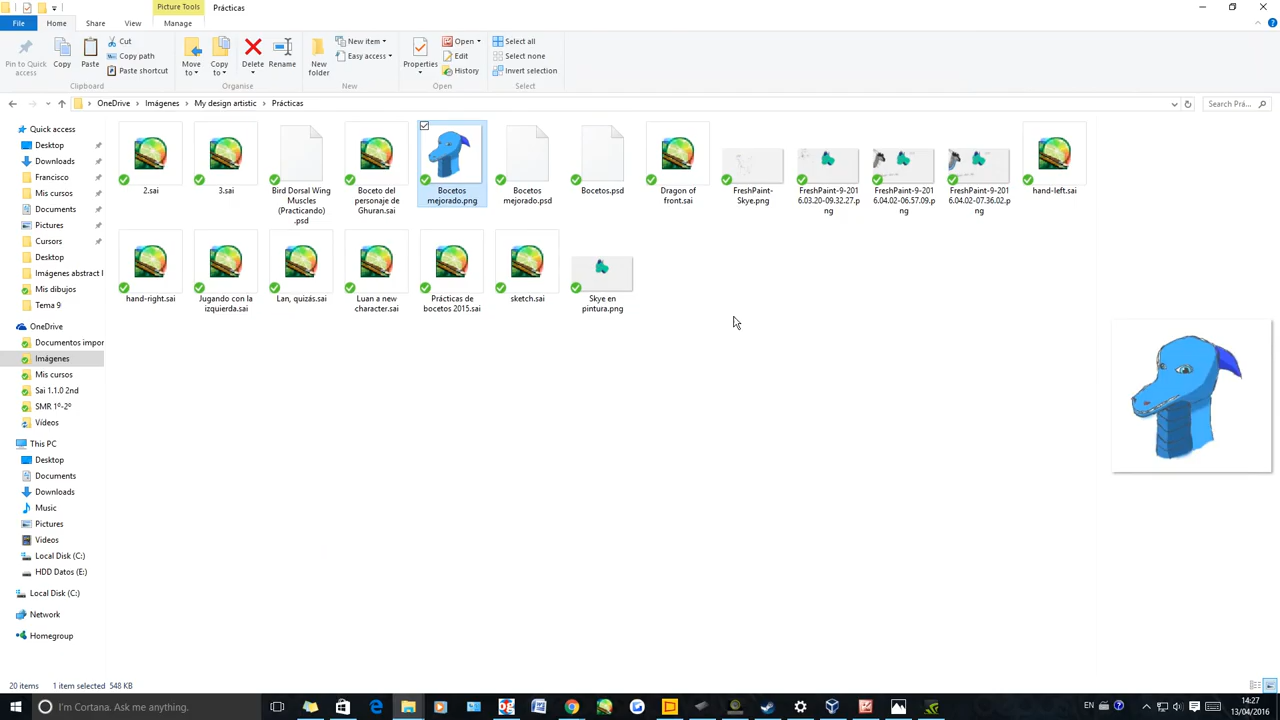 Picture Tools
Prácticas
File
Home
Share
View
Manage
Pin to Quick
access
Copy
Paste
Cut
Copy path
Paste shortcut
Clipboard
Move
to
Copy
to
Delete
Rename
Organise
New
folder
New item
Easy access
New
Properties
Open
Edit
History
Open
Select all
Select none
Invert selection
Select
OneDrive
Imágenes
My design artistic
Prácticas
Search Prá...
Quick access
Desktop
Downloads
Francisco
Mis cursos
Documents
Pictures
Cursors
Desktop
Imágenes abstract l
Mis dibujos
Tema 9
OneDrive
Documentos impor
Imágenes
Mis cursos
Sai 1.1.0 2nd
SMR 1º-2º
Vídeos
This PC
Desktop
Documents
Downloads
Music
Pictures
Videos
Local Disk (C:)
HDD Datos (E:)
Local Disk (C:)
Network
Homegroup
2.sai
3.sai
Bird Dorsal Wing
Muscles
(Practicando)
.psd
Boceto del
personaje de
Ghuran.sai
Bocetos
mejorado.png
Bocetos
mejorado.psd
Bocetos.psd
Dragon of
front.sai
FreshPaint-
Skye.png
FreshPaint-9-201
6.03.20-09.32.27.p
ng
FreshPaint-9-201
6.04.02-06.57.09.p
ng
FreshPaint-9-201
6.04.02-07.36.02.p
ng
hand-left.sai
hand-right.sai
Jugando con la
izquierda.sai
Lan, quizás.sai
Luan a new
character.sai
Prácticas de
bocetos 2015.sai
sketch.sai
Skye en
pintura.png
20 items
1 item selected 548 KB
I'm Cortana. Ask me anything.
EN
14:27
13/04/2016